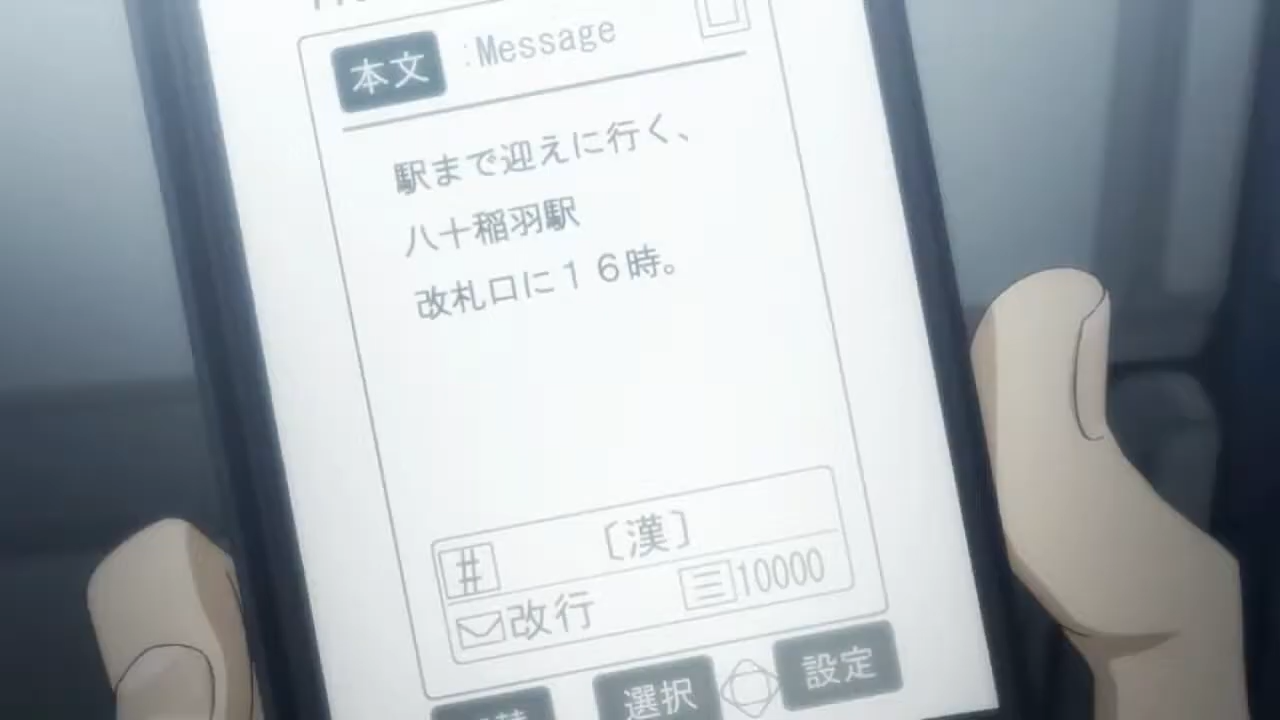 本文 :Message
駅まで迎えに行く、
八十稲羽駅
改札口に16時。
[漢]
#
10000
改行
選択
設定